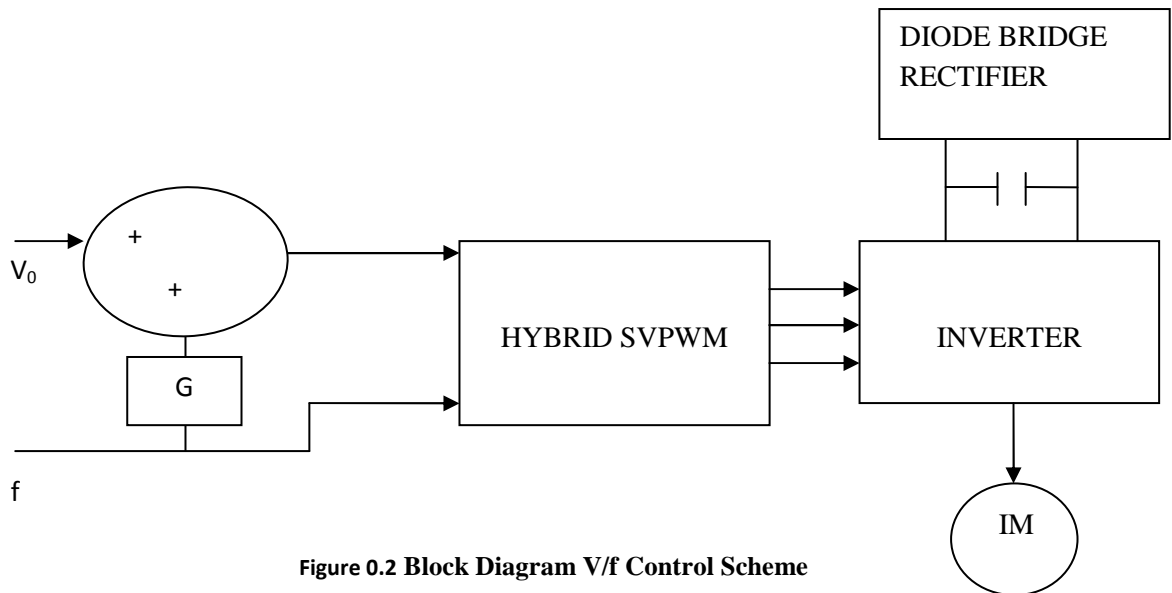 DIODE BRIDGE
RECTIFIER
+
V₀
+
HYBRID SVPWM
INVERTER
G
f
IM
Figure 0.2 Block Diagram V/f Control Scheme